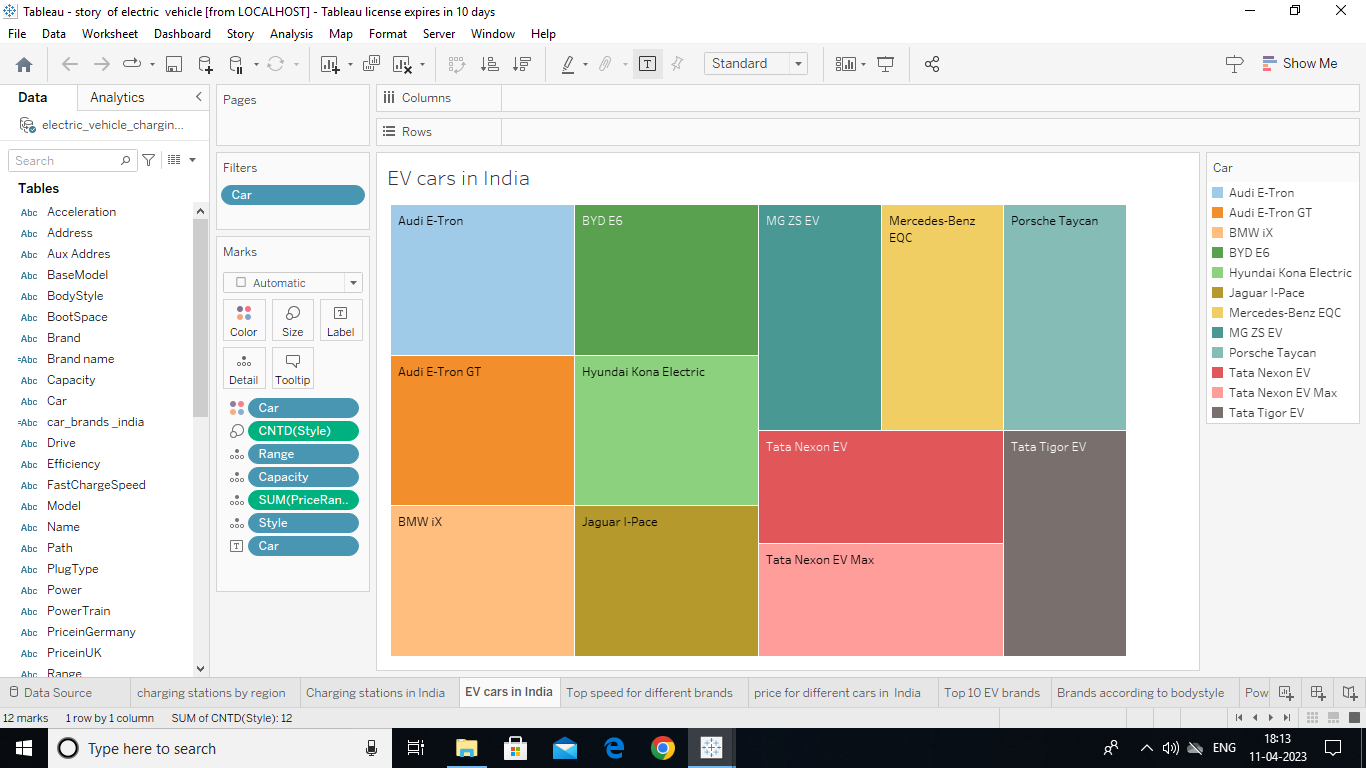 Tableau - story of electric vehicle [from LOCALHOST] - Tableau license expires in 10 days
File Data Worksheet Dashboard Story Analysis Map Format Server Window Help
Standard
Show Me
Data Analytics
electric_vehicle_chargin...
Search
Tables
Abc Acceleration
Abc Address
Abc Aux Addres
Abc BaseModel
Abc BodyStyle
Abc BootSpace
Abc Brand
=Abc Brand name
Abc Capacity
Abc Car
=Abc car_brands _india
Abc Drive
Abc Efficiency
Abc FastChargeSpeed
Abc Model
Abc Name
Abc Path
Abc PlugType
Abc Power
Abc PowerTrain
Abc PriceinGermany
Abc PriceinUK
Abc Range
Pages
Filters
Car
Marks
Automatic
Color Size Label
Detail Tooltip
Car
CNTD(Style)
Range
Capacity
SUM(PriceRan..
Style
Car
Columns
Rows
EV cars in India
Audi E-Tron
BYD E6
MG ZS EV
Mercedes-Benz
EQC
Porsche Taycan
Audi E-Tron GT
Hyundai Kona Electric
Tata Nexon EV
Tata Tigor EV
BMW iX
Jaguar I-Pace
Tata Nexon EV Max
Car
Audi E-Tron
Audi E-Tron GT
BMW iX
BYD E6
Hyundai Kona Electric
Jaguar I-Pace
Mercedes-Benz EQC
MG ZS EV
Porsche Taycan
Tata Nexon EV
Tata Nexon EV Max
Tata Tigor EV
Data Source charging stations by region Charging stations in India EV cars in India Top speed for different brands price for different cars in India Top 10 EV brands Brands according to bodystyle Pow
12 marks 1 row by 1 column SUM of CNTD(Style): 12
Type here to search
ENG
18:13
11-04-2023